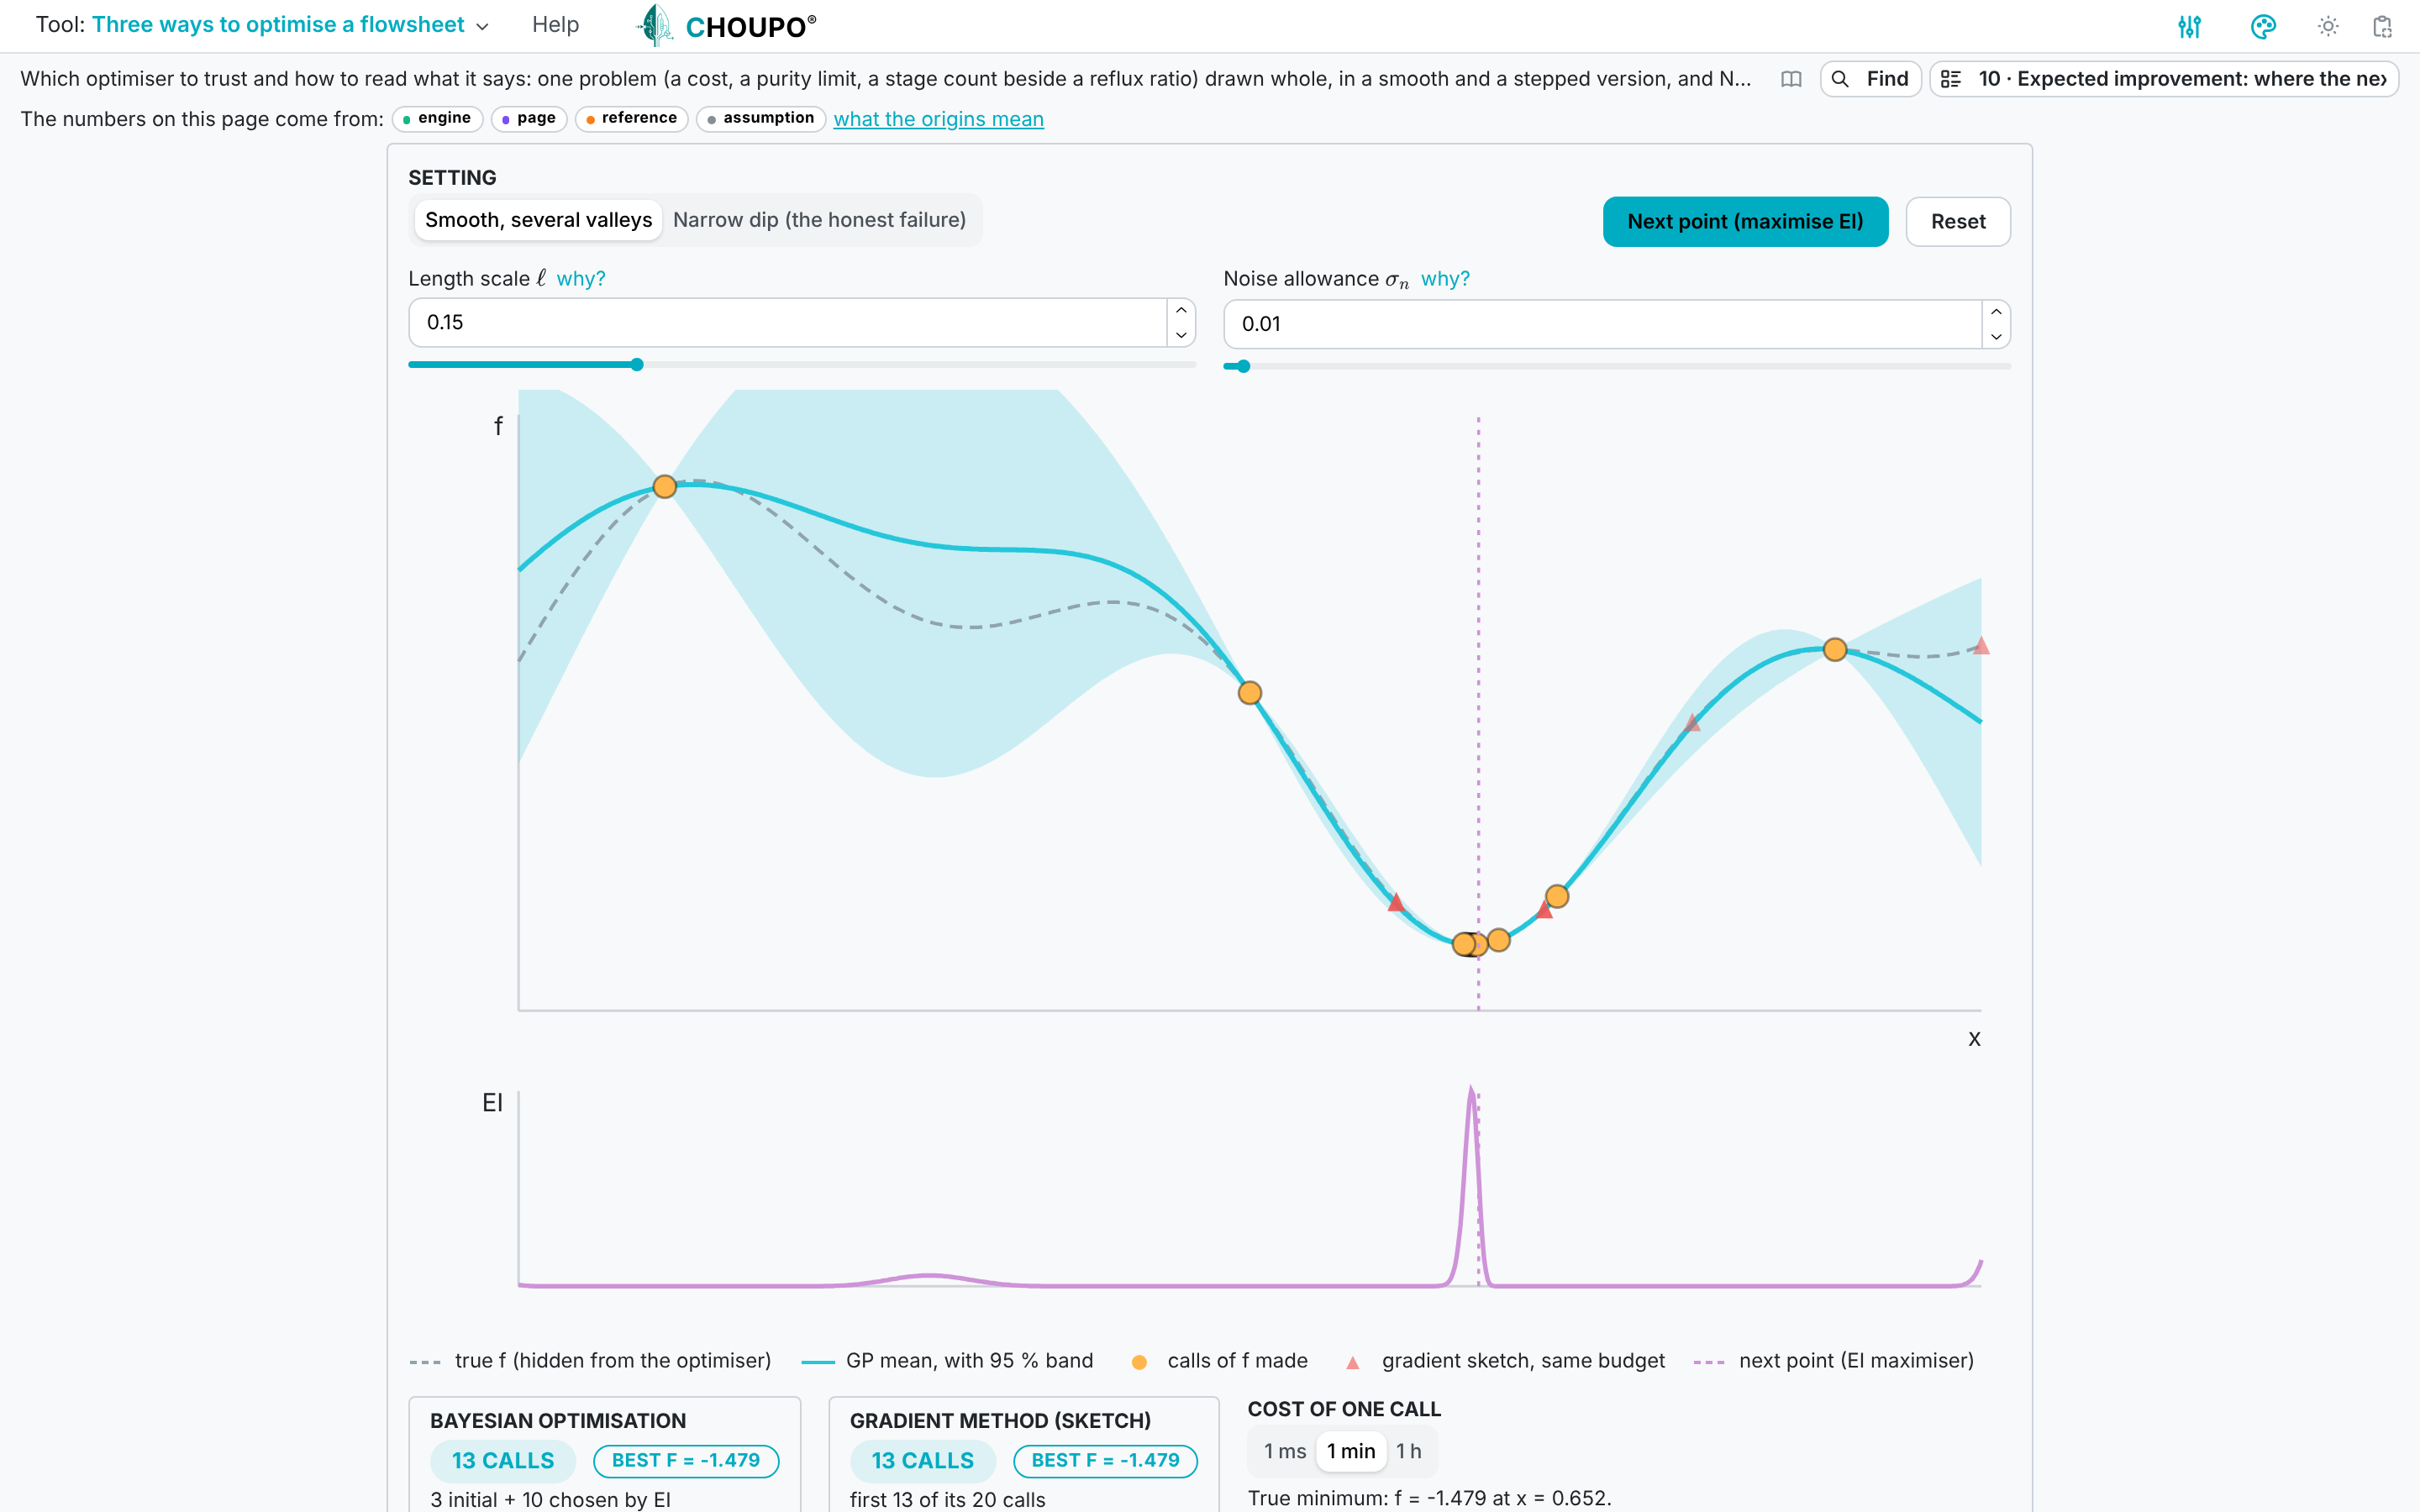 Tool: Three ways to optimise a flowsheet
Help
CHOUPO®
Which optimiser to trust and how to read what it says: one problem (a cost, a purity limit, a stage count beside a reflux ratio) drawn whole, in a smooth and a stepped version, and N...
Find
10 · Expected improvement: where the ne
The numbers on this page come from: engine page reference assumption what the origins mean
SETTING
Smooth, several valleys
Narrow dip (the honest failure)
Next point (maximise EI)
Reset
Length scale ℓ why?
Noise allowance σn why?
0.15
0.01
f
x
EI
true f (hidden from the optimiser)
GP mean, with 95 % band
calls of f made
gradient sketch, same budget
next point (EI maximiser)
BAYESIAN OPTIMISATION
13 CALLS
BEST F = -1.479
3 initial + 10 chosen by EI
GRADIENT METHOD (SKETCH)
13 CALLS
BEST F = -1.479
first 13 of its 20 calls
COST OF ONE CALL
1 ms 1 min 1 h
True minimum: f = -1.479 at x = 0.652.